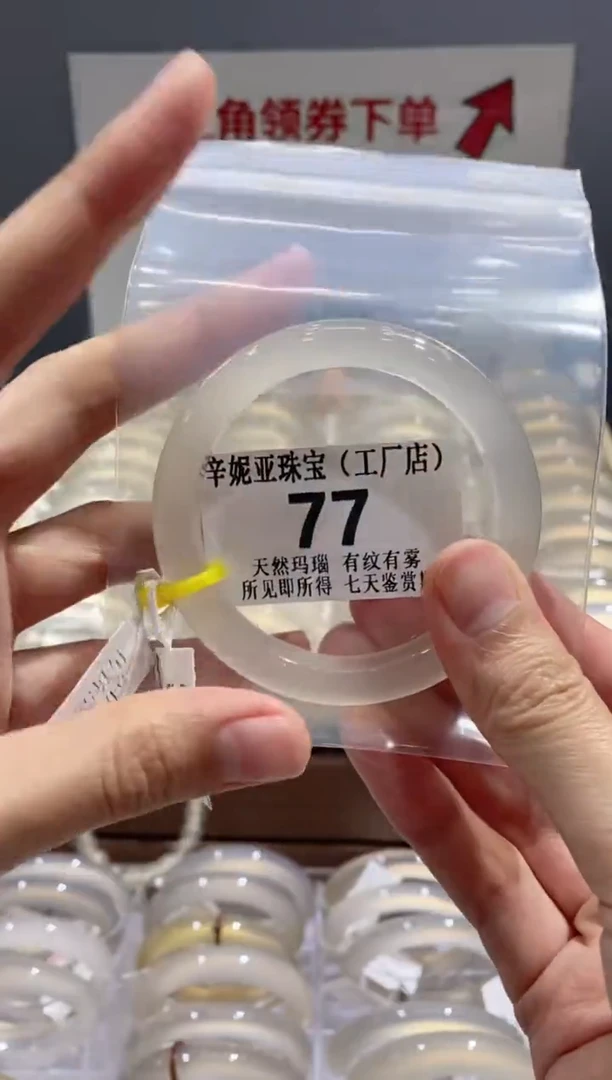 角领券下单
辛妮亚珠宝（工厂店）
77
天然玛瑙 有纹有雾
所见即所得 七天鉴赏